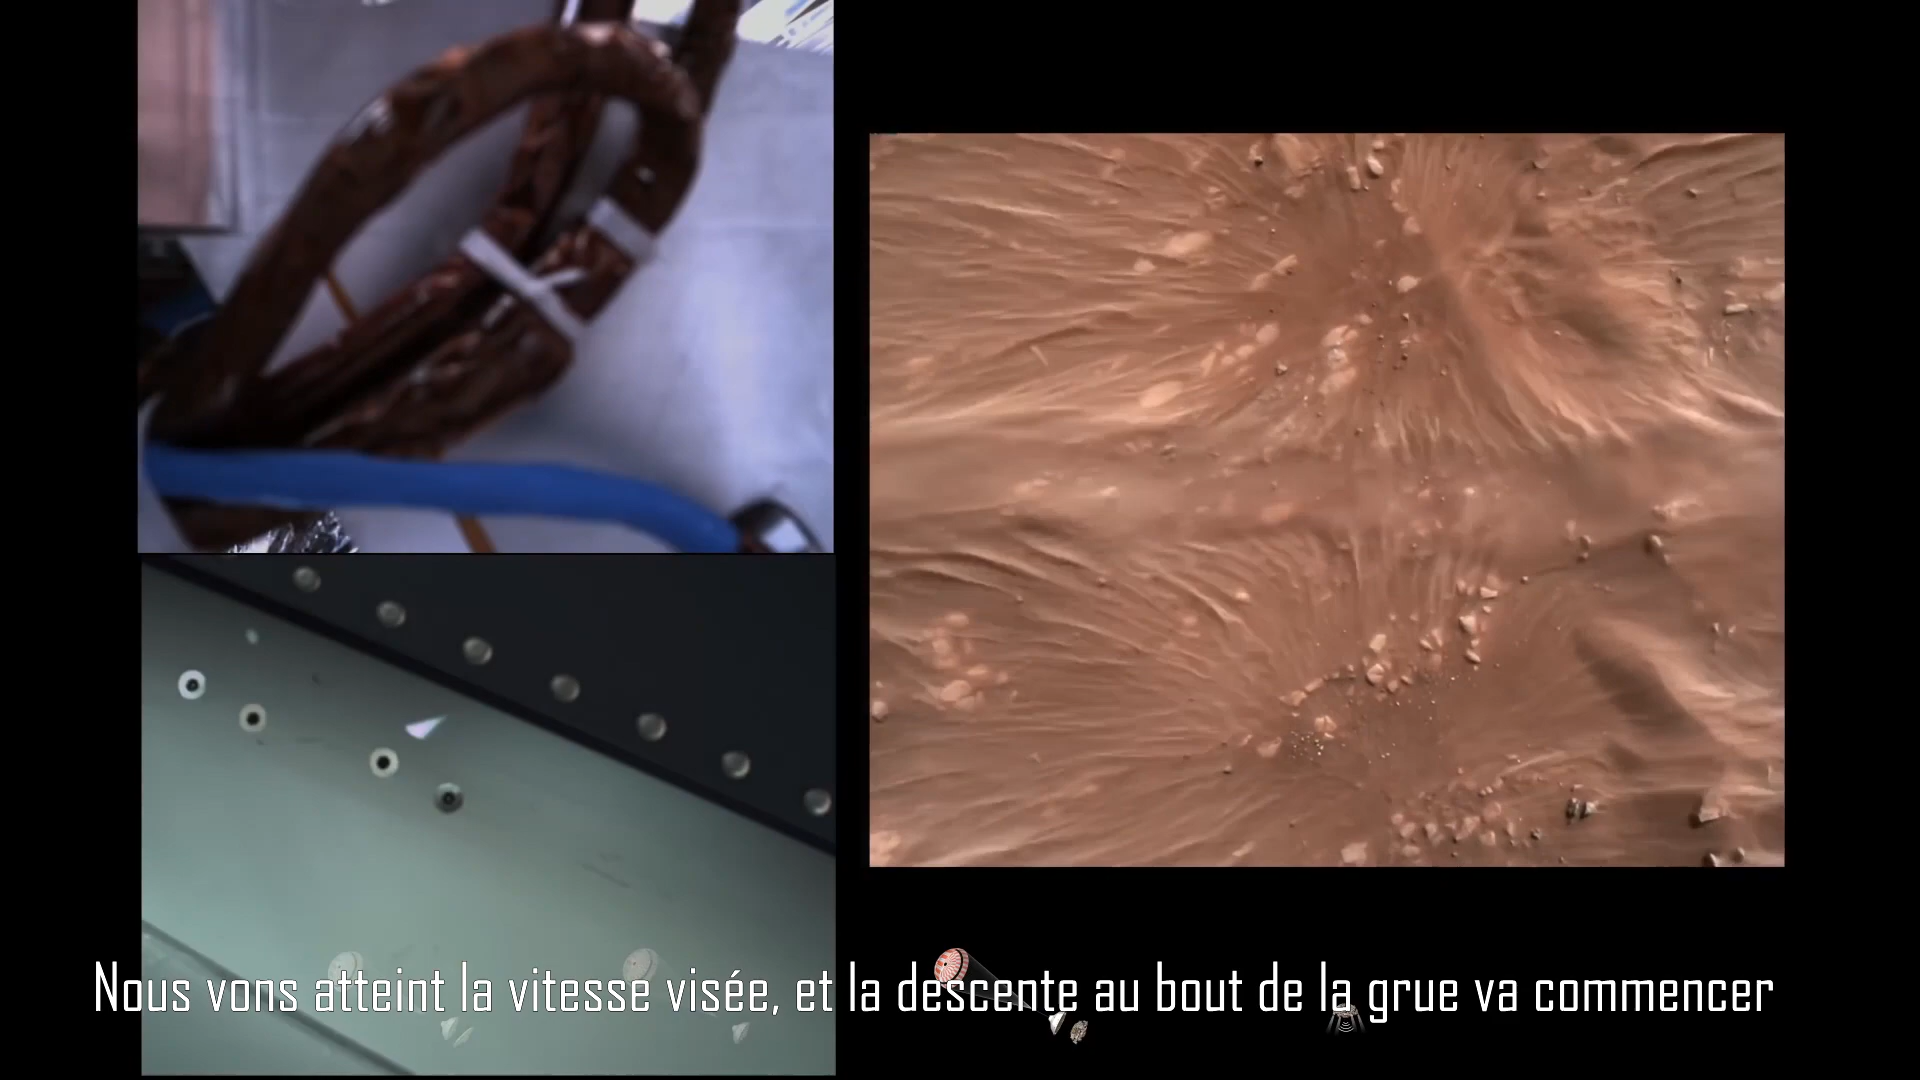 Nous vons atteint la vitesse visée, et la descente au bout de la grue va commencer